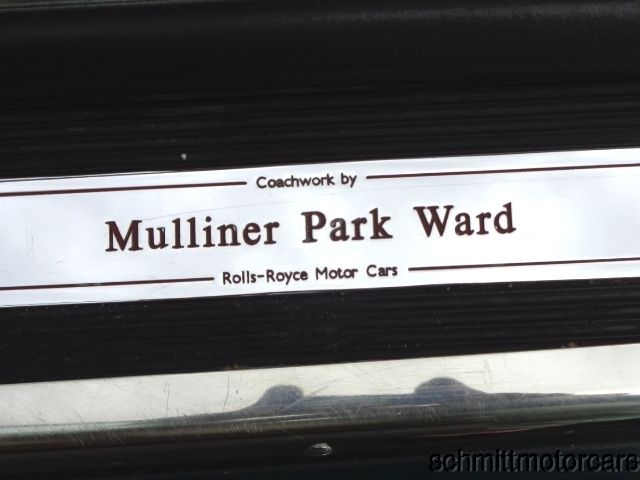 Coachwork by
Mulliner Park Ward
Rolls-Royce Motor Cars
schmittmotorcars